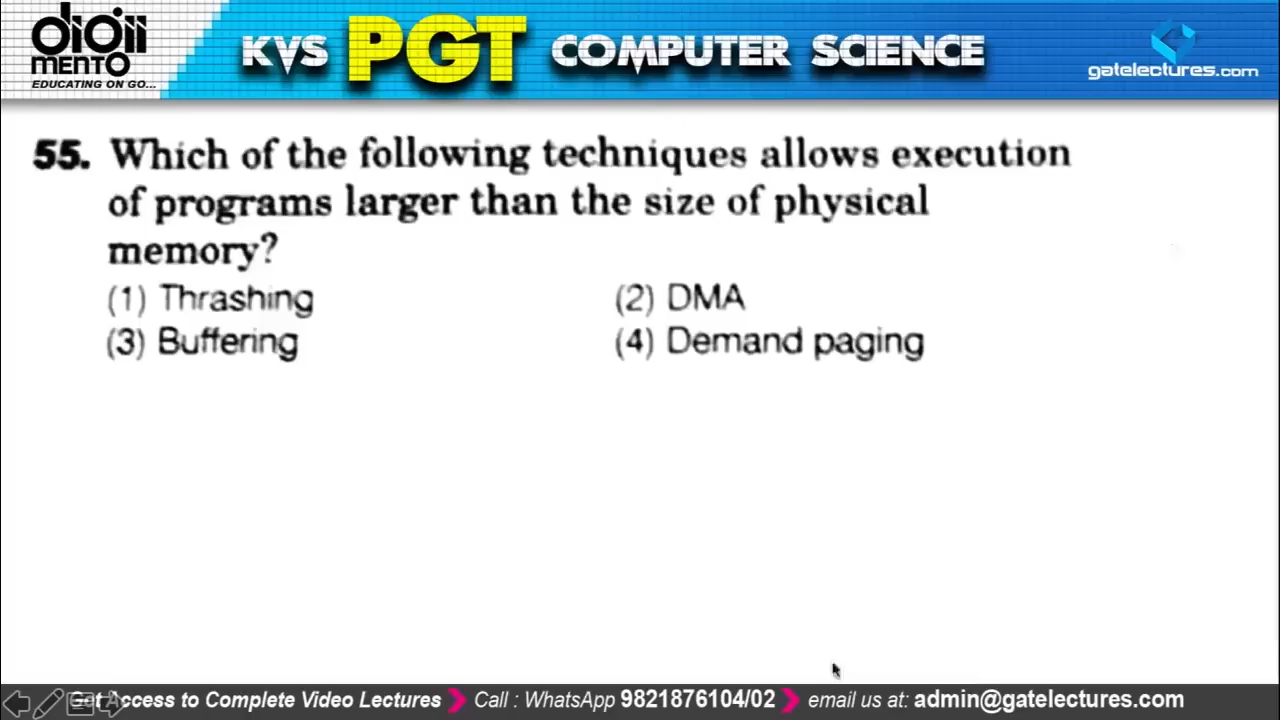 digii
MENTO
EDUCATING ON GO...
KVS PGT COMPUTER SCIENCE
gatelectures.com
55. Which of the following techniques allows execution
of programs larger than the size of physical
memory?
(1) Thrashing (2) DMA
(3) Buffering (4) Demand paging
Get Access to Complete Video Lectures Call : WhatsApp 9821876104/02 email us at: admin@gatelectures.com